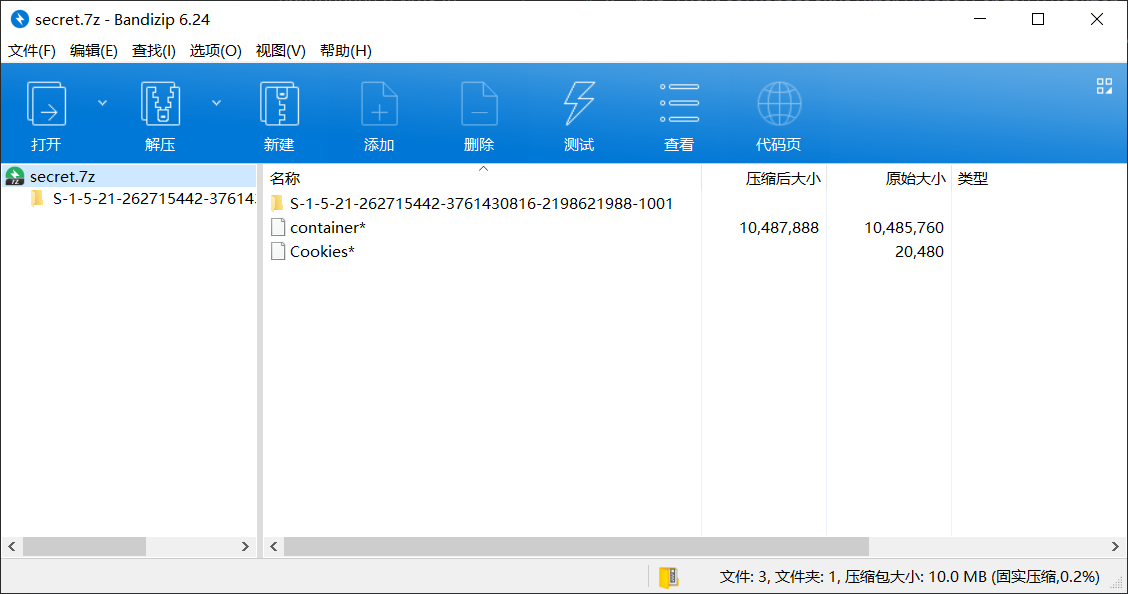 secret.7z - Bandizip 6.24
文件(F) 编辑(E) 查找(I) 选项(O) 视图(V) 帮助(H)
打开 解压 新建 添加 删除 测试 查看 代码页
secret.7z
S-1-5-21-262715442-37614
名称 压缩后大小 原始大小 类型
S-1-5-21-262715442-3761430816-2198621988-1001
container* 10,487,888 10,485,760
Cookies* 20,480
文件: 3, 文件夹: 1, 压缩包大小: 10.0 MB (固实压缩,0.2%)